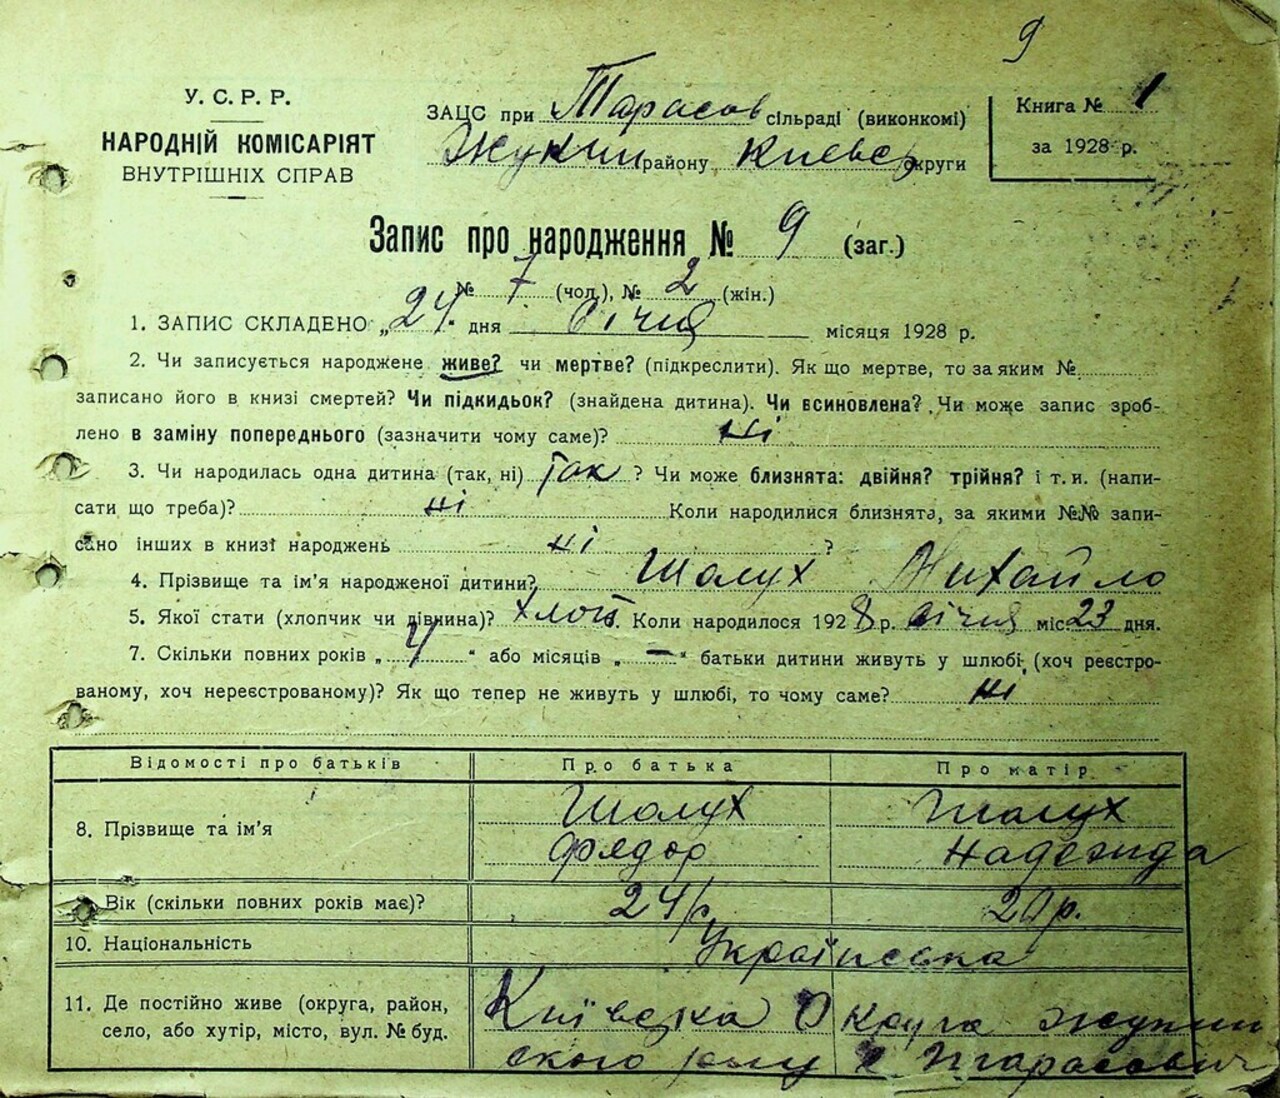 9
У. С. Р. Р.
НАРОДНІЙ КОМІСАРІЯТ
ВНУТРІШНІХ СПРАВ
ЗАЦС при Тарасов сільраді (виконкомі)
Жукин району Киевс округи
Книга № 1
за 1928 р.
Запис про народження № 9 (заг.)
№ 7 (чол.), № 2 (жін.)
1. ЗАПИС СКЛАДЕНО „24“ дня січня місяця 1928 р.
2. Чи записується народжене живе? чи мертве? (підкреслити). Як що мертве, то за яким №
записано його в книзі смертей? Чи підкидьок? (знайдена дитина). Чи всиновлена? Чи може запис зроб-
лено в заміну попереднього (зазначити чому саме)? ні
3. Чи народилась одна дитина (так, ні) так ? Чи може близнята: двійня? трійня? і т. и. (напи-
сати що треба)? ні Коли народилися близнята, за якими №№ запи-
сано інших в книзі народжень ні ?
4. Прізвище та ім'я народженої дитини? Шолух Михайло
5. Якої стати (хлопчик чи дівчина)? хлоп. Коли народилося 1928 р. січня міс 23 дня.
7. Скільки повних років „4“ або місяців „—“ батьки дитини живуть у шлюбі, (хоч реєстро-
ваному, хоч нереєстрованому)? Як що тепер не живуть у шлюбі, то чому саме? ні
Відомості про батьків Про батька Про матір
8. Прізвище та ім'я Шолух Шолух
Фядор Надежида
Вік (скільки повних років має)? 24 р. 20 р.
10. Національність Українська
11. Де постійно живе (округа, район, Київська Округа Жукин
село, або хутір, місто, вул. № буд. ского рну х Тарасович